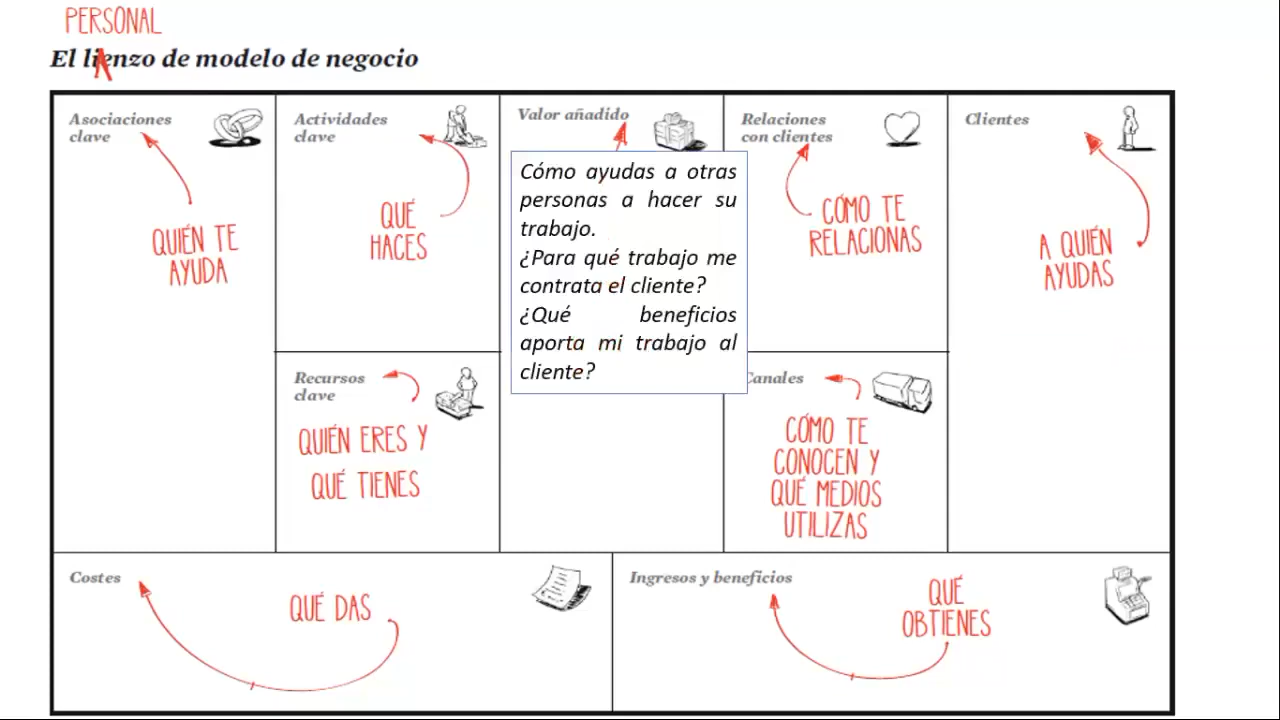 PERSONAL
El lienzo de modelo de negocio
Asociaciones
clave
QUIÉN TE
AYUDA
Actividades
clave
QUÉ
HACES
Valor añadido
Cómo ayudas a otras
personas a hacer su
trabajo.
¿Para qué trabajo me
contrata el cliente?
¿Qué beneficios
aporta mi trabajo al
cliente?
Relaciones
con clientes
CÓMO TE
RELACIONAS
Clientes
A QUIÉN
AYUDAS
Recursos
clave
QUIÉN ERES Y
QUÉ TIENES
Canales
CÓMO TE
CONOCEN Y
QUÉ MEDIOS
UTILIZAS
Costes
QUÉ DAS
Ingresos y beneficios
QUÉ
OBTIENES